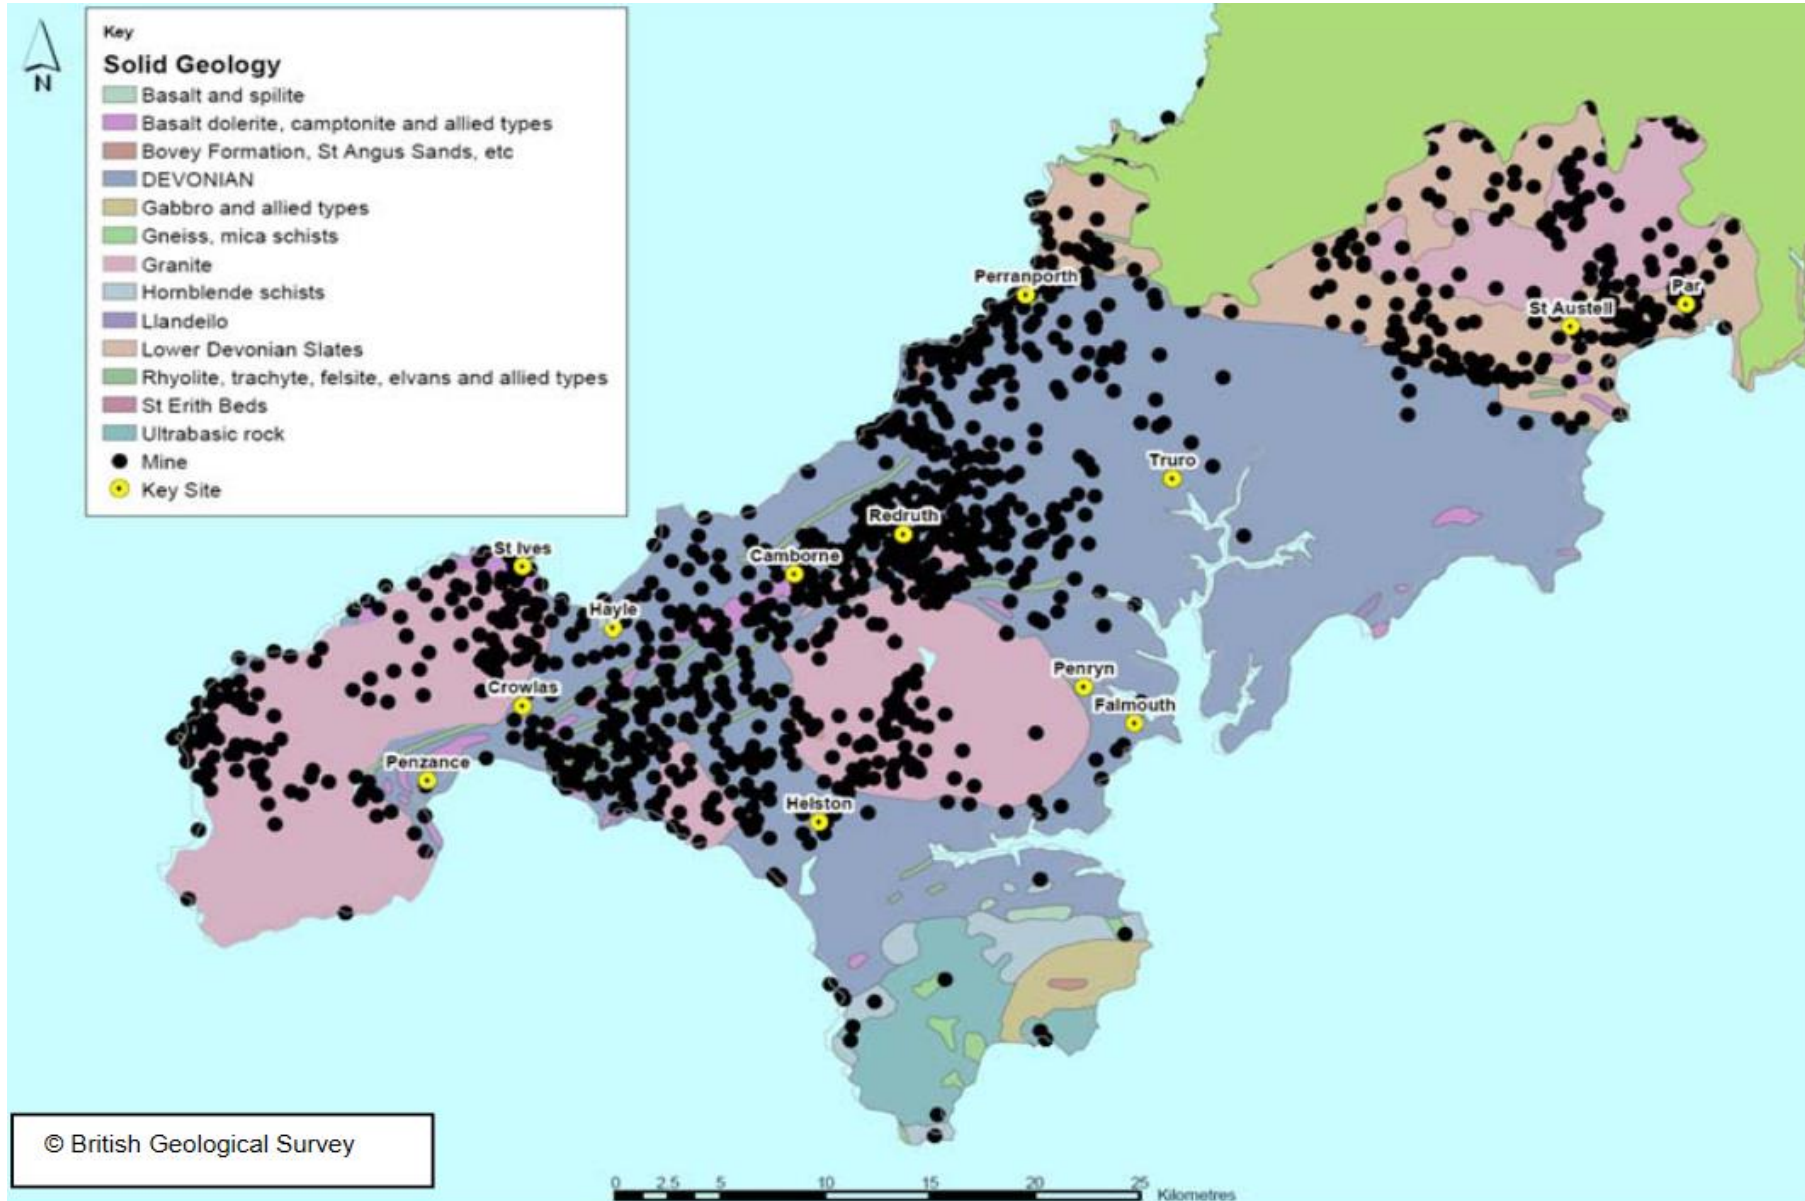 N
Key
Solid Geology
Basalt and spilite
Basalt dolerite, camptonite and allied types
Bovey Formation, St Angus Sands, etc
DEVONIAN
Gabbro and allied types
Gneiss, mica schists
Granite
Hornblende schists
Llandeilo
Lower Devonian Slates
Rhyolite, trachyte, felsite, elvans and allied types
St Erith Beds
Ultrabasic rock
Mine
Key Site
Perranporth
Par
St Austell
Truro
Redruth
St Ives
Camborne
Hayle
Penryn
Crowlas
Falmouth
Penzance
Helston
© British Geological Survey
0 2.5 5 10 15 20 25
Kilometres